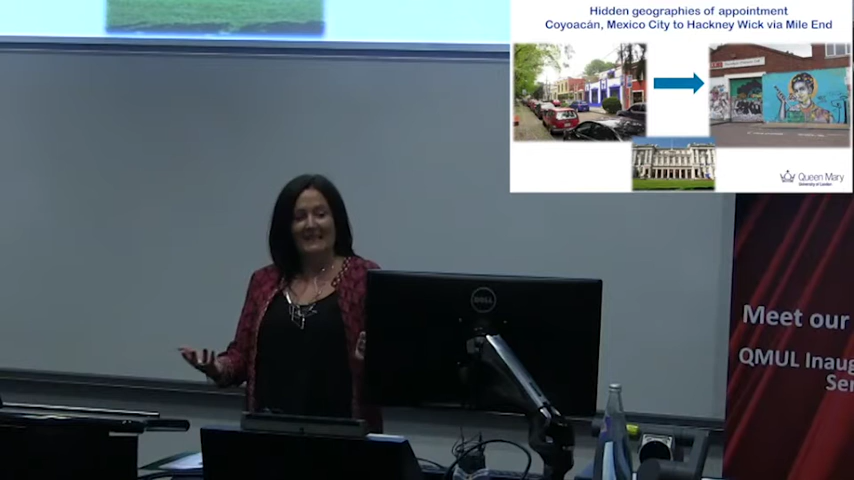 Hidden geographies of appointment
Coyoacán, Mexico City to Hackney Wick via Mile End
Queen Mary
University of London
DELL
Meet our
QMUL Inaug
Ser